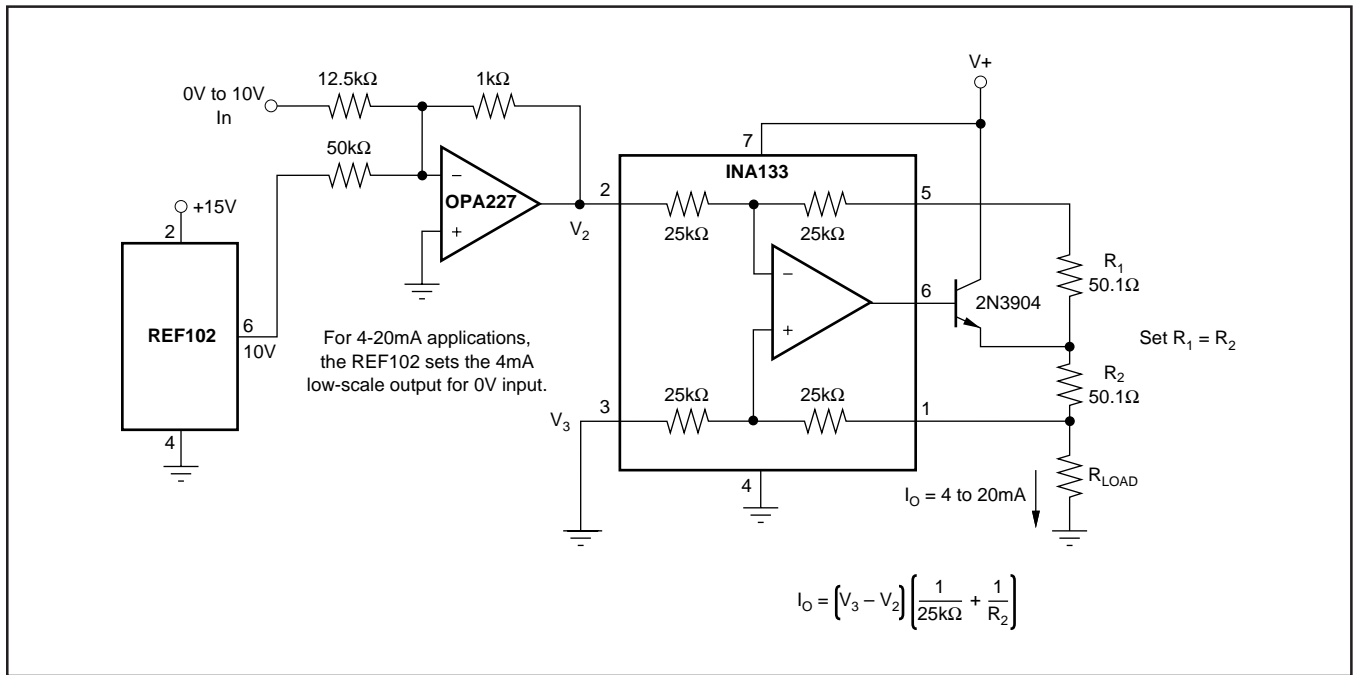 12.5kΩ
1kΩ
V+
0V to 10V
In
50kΩ
7
INA133
+15V
OPA227
–
+
2
5
V2
25kΩ
25kΩ
2
R1
50.1Ω
–
+
6
2N3904
Set R1 = R2
REF102
6
10V
For 4-20mA applications,
the REF102 sets the 4mA
low-scale output for 0V input.
R2
50.1Ω
25kΩ
25kΩ
V3
3
1
4
4
RLOAD
IO = 4 to 20mA
IO = (V3 – V2) (1/25kΩ + 1/R2)